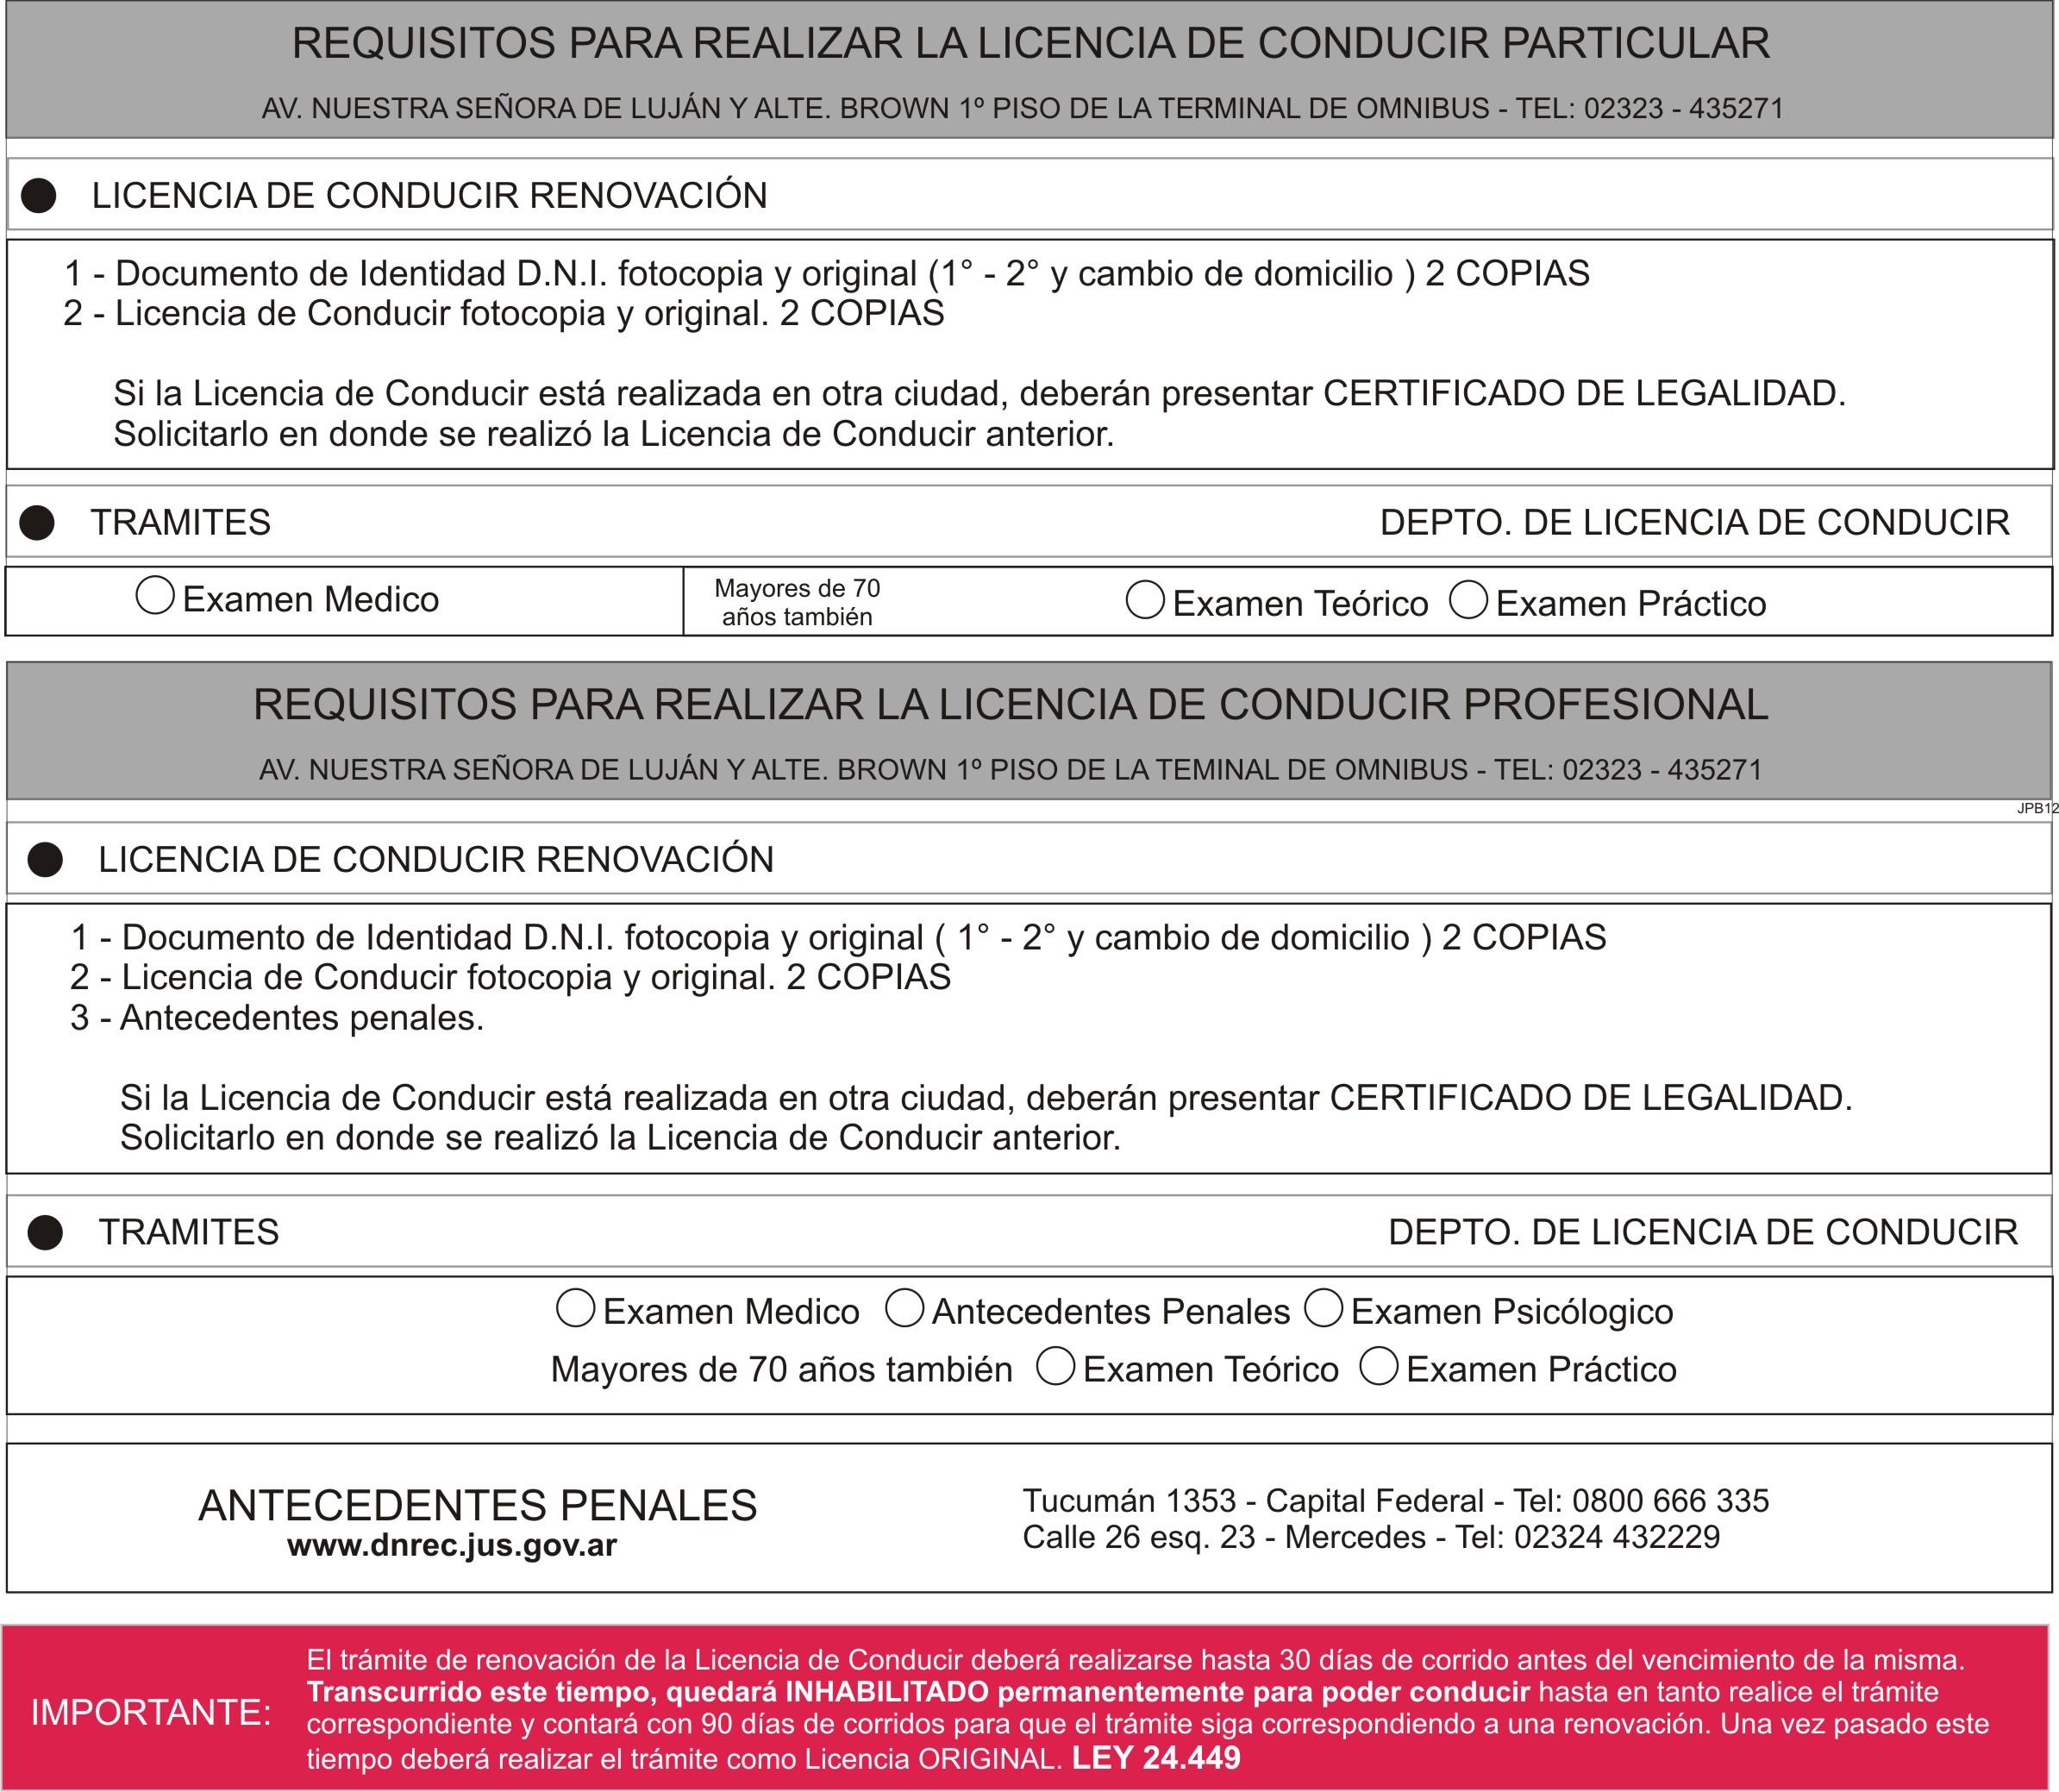 REQUISITOS PARA REALIZAR LA LICENCIA DE CONDUCIR PARTICULAR
AV. NUESTRA SEÑORA DE LUJÁN Y ALTE. BROWN 1º PISO DE LA TERMINAL DE OMNIBUS - TEL: 02323 - 435271
LICENCIA DE CONDUCIR RENOVACIÓN
1 - Documento de Identidad D.N.I. fotocopia y original (1° - 2° y cambio de domicilio ) 2 COPIAS
2 - Licencia de Conducir fotocopia y original. 2 COPIAS
Si la Licencia de Conducir está realizada en otra ciudad, deberán presentar CERTIFICADO DE LEGALIDAD.
Solicitarlo en donde se realizó la Licencia de Conducir anterior.
TRAMITES DEPTO. DE LICENCIA DE CONDUCIR
Examen Medico
Mayores de 70
años también
Examen Teórico Examen Práctico
REQUISITOS PARA REALIZAR LA LICENCIA DE CONDUCIR PROFESIONAL
AV. NUESTRA SEÑORA DE LUJÁN Y ALTE. BROWN 1º PISO DE LA TEMINAL DE OMNIBUS - TEL: 02323 - 435271
JPB12
LICENCIA DE CONDUCIR RENOVACIÓN
1 - Documento de Identidad D.N.I. fotocopia y original ( 1° - 2° y cambio de domicilio ) 2 COPIAS
2 - Licencia de Conducir fotocopia y original. 2 COPIAS
3 - Antecedentes penales.
Si la Licencia de Conducir está realizada en otra ciudad, deberán presentar CERTIFICADO DE LEGALIDAD.
Solicitarlo en donde se realizó la Licencia de Conducir anterior.
TRAMITES DEPTO. DE LICENCIA DE CONDUCIR
Examen Medico Antecedentes Penales Examen Psicólogico
Mayores de 70 años también Examen Teórico Examen Práctico
ANTECEDENTES PENALES
www.dnrec.jus.gov.ar
Tucumán 1353 - Capital Federal - Tel: 0800 666 335
Calle 26 esq. 23 - Mercedes - Tel: 02324 432229
IMPORTANTE:
El trámite de renovación de la Licencia de Conducir deberá realizarse hasta 30 días de corrido antes del vencimiento de la misma.
Transcurrido este tiempo, quedará INHABILITADO permanentemente para poder conducir hasta en tanto realice el trámite
correspondiente y contará con 90 días de corridos para que el trámite siga correspondiendo a una renovación. Una vez pasado este
tiempo deberá realizar el trámite como Licencia ORIGINAL. LEY 24.449